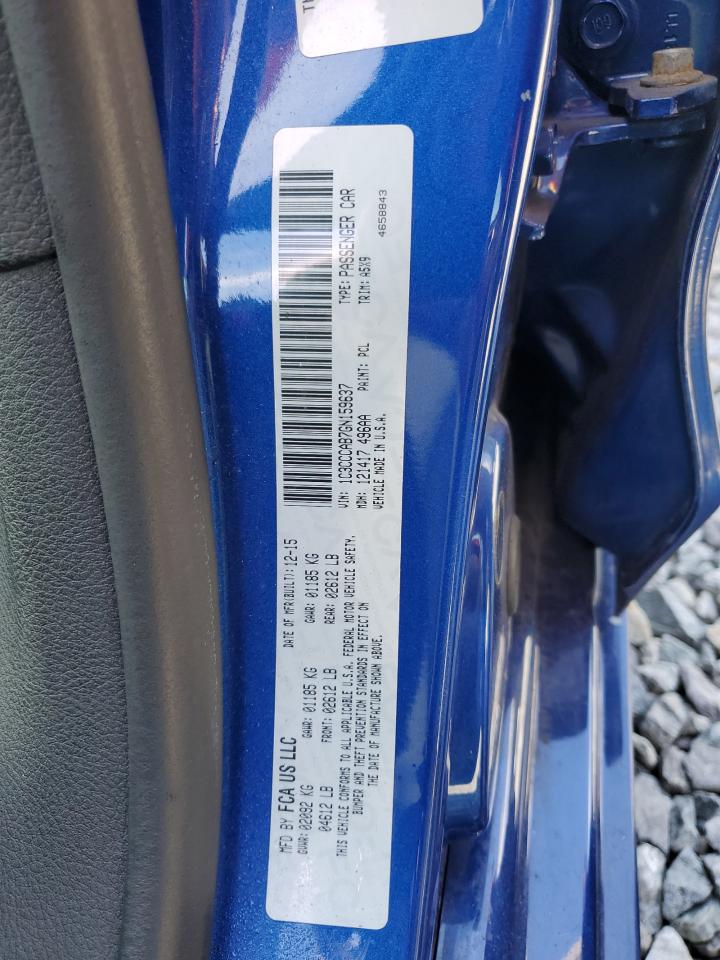 MFD BY FCA US LLC
DATE OF MFR(BUILT): 12-15
GVWR: 02092 KG
GAWR: 01185 KG
GAWR: 01185 KG
04612 LB
FRONT: 02612 LB
REAR: 02612 LB
THIS VEHICLE CONFORMS TO ALL APPLICABLE U.S.A. FEDERAL MOTOR VEHICLE SAFETY,
BUMPER AND THEFT PREVENTION STANDARDS IN EFFECT ON
THE DATE OF MANUFACTURE SHOWN ABOVE.
VIN: 1C3CCCAB7GN159637
TYPE: PASSENGER CAR
MDH: 121417 496AA
PAINT: PCL
TRIM: A5X9
VEHICLE MADE IN U.S.A.
4658843